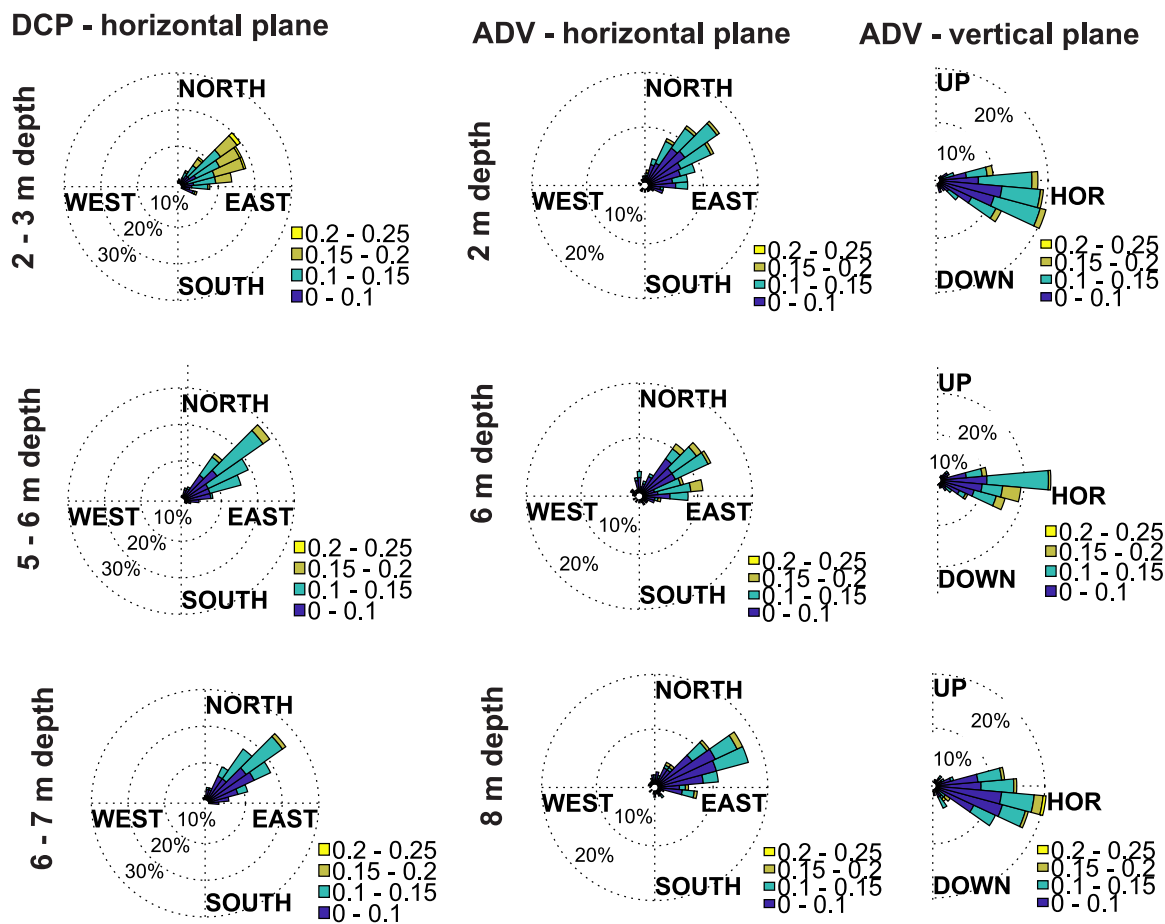 DCP - horizontal plane
ADV - horizontal plane
ADV - vertical plane
2 - 3 m depth
NORTH
WEST
EAST
SOUTH
10%
20%
30%
0.2 - 0.25
0.15 - 0.2
0.1 - 0.15
0 - 0.1
2 m depth
NORTH
WEST
EAST
SOUTH
10%
20%
0.2 - 0.25
0.15 - 0.2
0.1 - 0.15
0 - 0.1
UP
20%
10%
HOR
DOWN
0.2 - 0.25
0.15 - 0.2
0.1 - 0.15
0 - 0.1
5 - 6 m depth
NORTH
WEST
EAST
SOUTH
10%
20%
30%
0.2 - 0.25
0.15 - 0.2
0.1 - 0.15
0 - 0.1
6 m depth
NORTH
WEST
EAST
SOUTH
10%
20%
0.2 - 0.25
0.15 - 0.2
0.1 - 0.15
0 - 0.1
UP
20%
10%
HOR
DOWN
0.2 - 0.25
0.15 - 0.2
0.1 - 0.15
0 - 0.1
6 - 7 m depth
NORTH
WEST
EAST
SOUTH
10%
20%
30%
0.2 - 0.25
0.15 - 0.2
0.1 - 0.15
0 - 0.1
8 m depth
NORTH
WEST
EAST
SOUTH
10%
20%
0.2 - 0.25
0.15 - 0.2
0.1 - 0.15
0 - 0.1
UP
20%
10%
HOR
DOWN
0.2 - 0.25
0.15 - 0.2
0.1 - 0.15
0 - 0.1